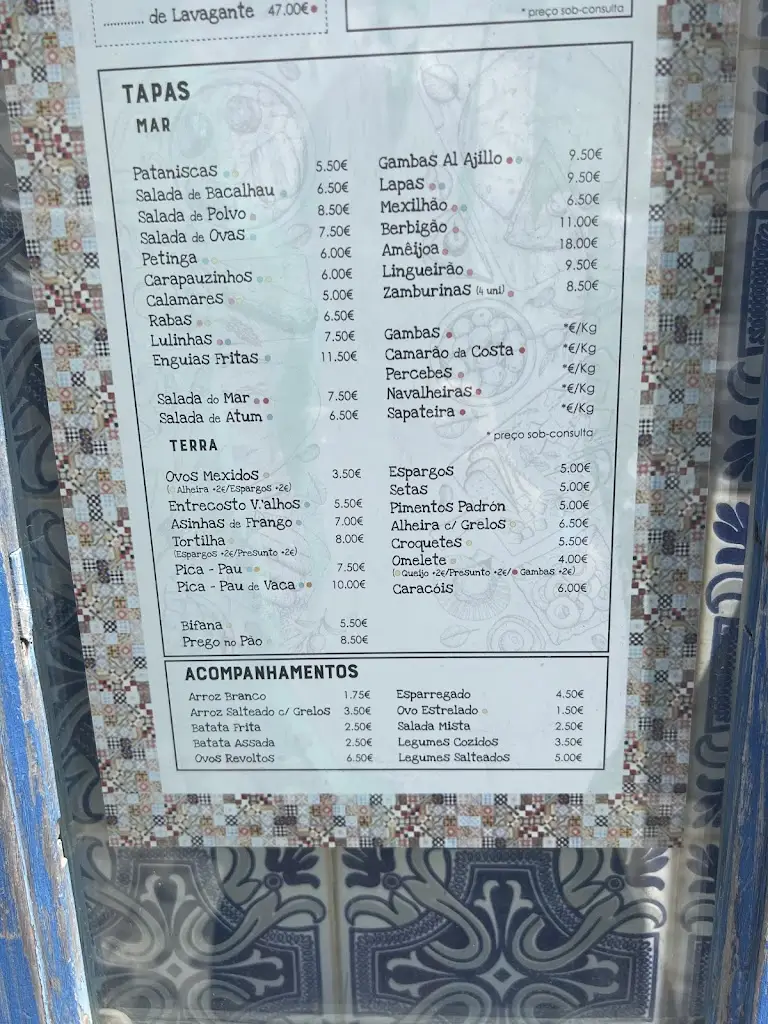 ........... de Lavagante 47.00€
* preço sob-consulta
TAPAS
MAR
Pataniscas 5.50€
Salada de Bacalhau 6.50€
Salada de Polvo 8.50€
Salada de Ovas 7.50€
Petinga 6.00€
Carapauzinhos 6.00€
Calamares 5.00€
Rabas 6.50€
Lulinhas 7.50€
Enguias Fritas 11.50€
Salada do Mar 7.50€
Salada de Atum 6.50€
Gambas Al Ajillo 9.50€
Lapas 9.50€
Mexilhão 6.50€
Berbigão 11.00€
Amêijoa 18.00€
Lingueirão 9.50€
Zamburinas (4 uni) 8.50€
Gambas *€/Kg
Camarão da Costa *€/Kg
Percebes *€/Kg
Navalheiras *€/Kg
Sapateira *€/Kg
* preço sob-consulta
TERRA
Ovos Mexidos 3.50€
(Alheira +2€/Espargos +2€)
Entrecosto V.'alhos 5.50€
Asinhas de Frango 7.00€
Tortilha 8.00€
(Espargos +2€/Presunto +2€)
Pica - Pau 7.50€
Pica - Pau de Vaca 10.00€
Bifana 5.50€
Prego no Pão 8.50€
Espargos 5.00€
Setas 5.00€
Pimentos Padrón 5.00€
Alheira c/ Grelos 6.50€
Croquetes 5.50€
Omelete 4.00€
(Queijo +2€/Presunto +2€/ Gambas +2€)
Caracóis 6.00€
ACOMPANHAMENTOS
Arroz Branco 1.75€
Arroz Salteado c/ Grelos 3.50€
Batata Frita 2.50€
Batata Assada 2.50€
Ovos Revoltos 6.50€
Esparregado 4.50€
Ovo Estrelado 1.50€
Salada Mista 2.50€
Legumes Cozidos 3.50€
Legumes Salteados 5.00€